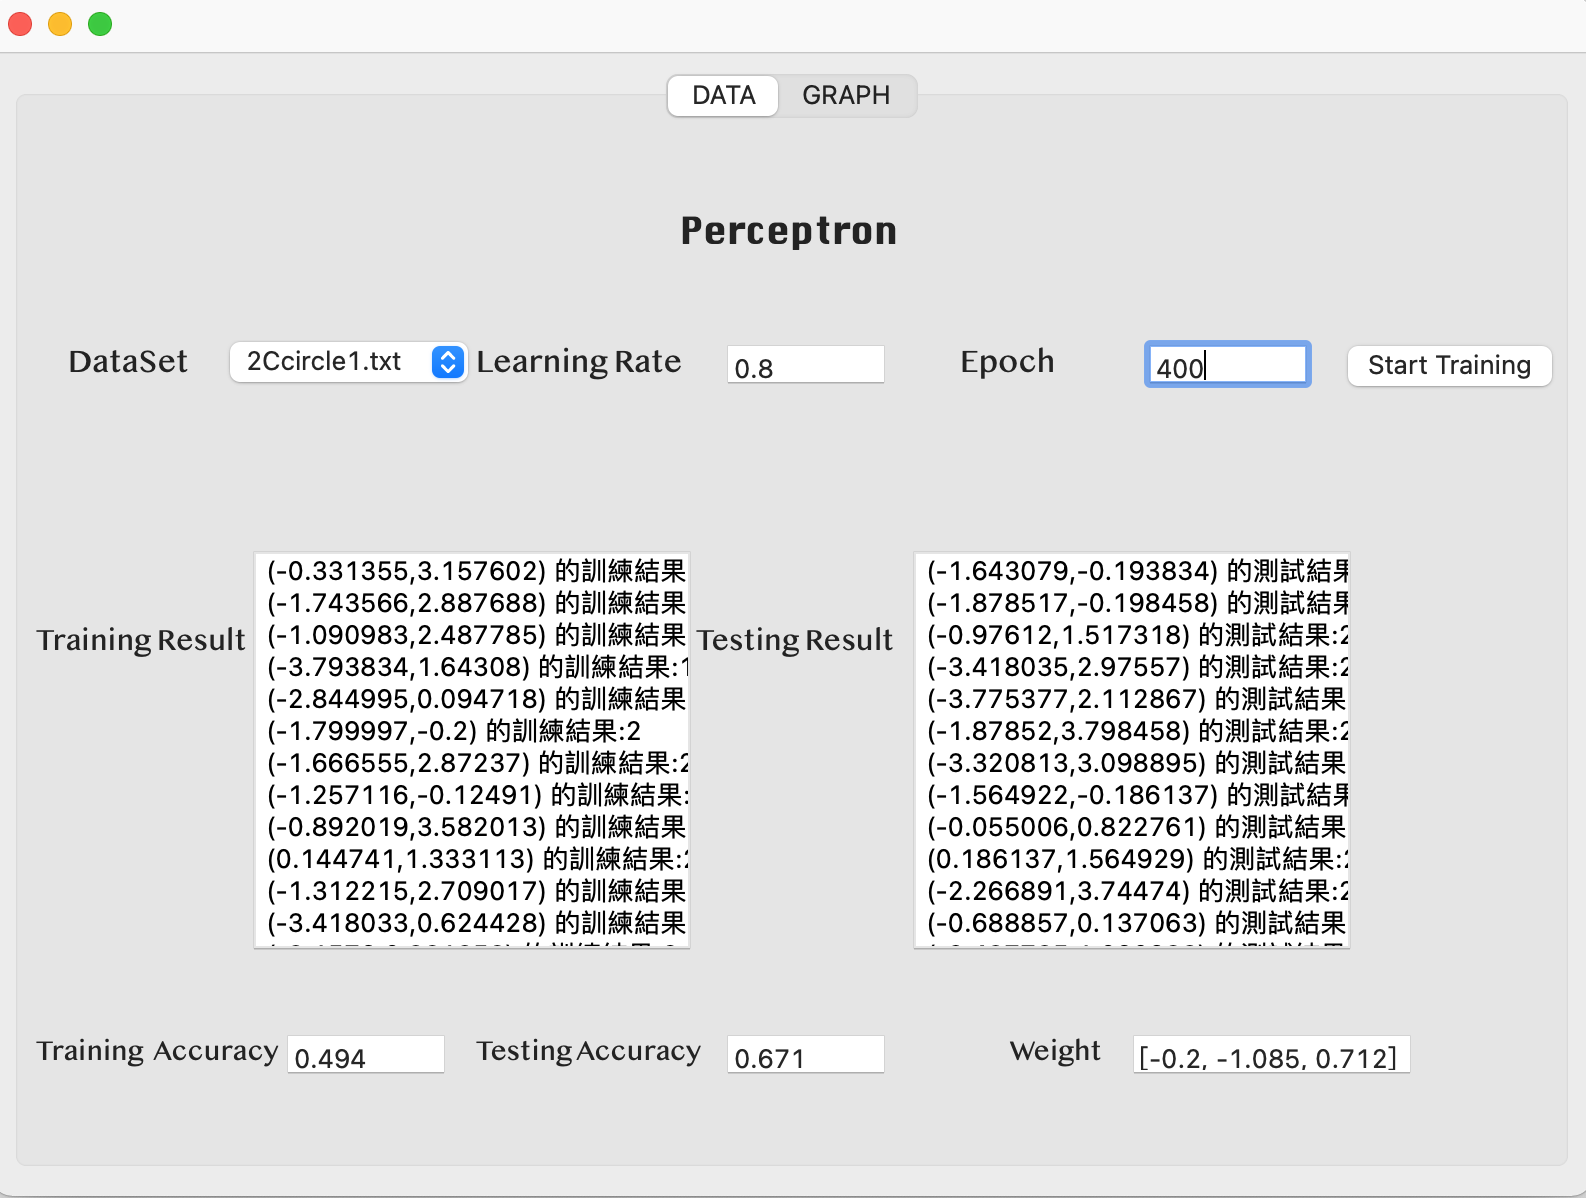 DATA GRAPH
Perceptron
DataSet 2Ccircle1.txt Learning Rate 0.8 Epoch 400 Start Training
Training Result
(-0.331355,3.157602) 的訓練結果
(-1.743566,2.887688) 的訓練結果
(-1.090983,2.487785) 的訓練結果
(-3.793834,1.64308) 的訓練結果:1
(-2.844995,0.094718) 的訓練結果
(-1.799997,-0.2) 的訓練結果:2
(-1.666555,2.87237) 的訓練結果:2
(-1.257116,-0.12491) 的訓練結果:
(-0.892019,3.582013) 的訓練結果
(0.144741,1.333113) 的訓練結果:2
(-1.312215,2.709017) 的訓練結果
(-3.418033,0.624428) 的訓練結果
Testing Result
(-1.643079,-0.193834) 的測試結果
(-1.878517,-0.198458) 的測試結果
(-0.97612,1.517318) 的測試結果:2
(-3.418035,2.97557) 的測試結果:2
(-3.775377,2.112867) 的測試結果
(-1.87852,3.798458) 的測試結果:2
(-3.320813,3.098895) 的測試結果
(-1.564922,-0.186137) 的測試結果
(-0.055006,0.822761) 的測試結果
(0.186137,1.564929) 的測試結果:2
(-2.266891,3.74474) 的測試結果:2
(-0.688857,0.137063) 的測試結果
Training Accuracy 0.494 Testing Accuracy 0.671 Weight [-0.2, -1.085, 0.712]